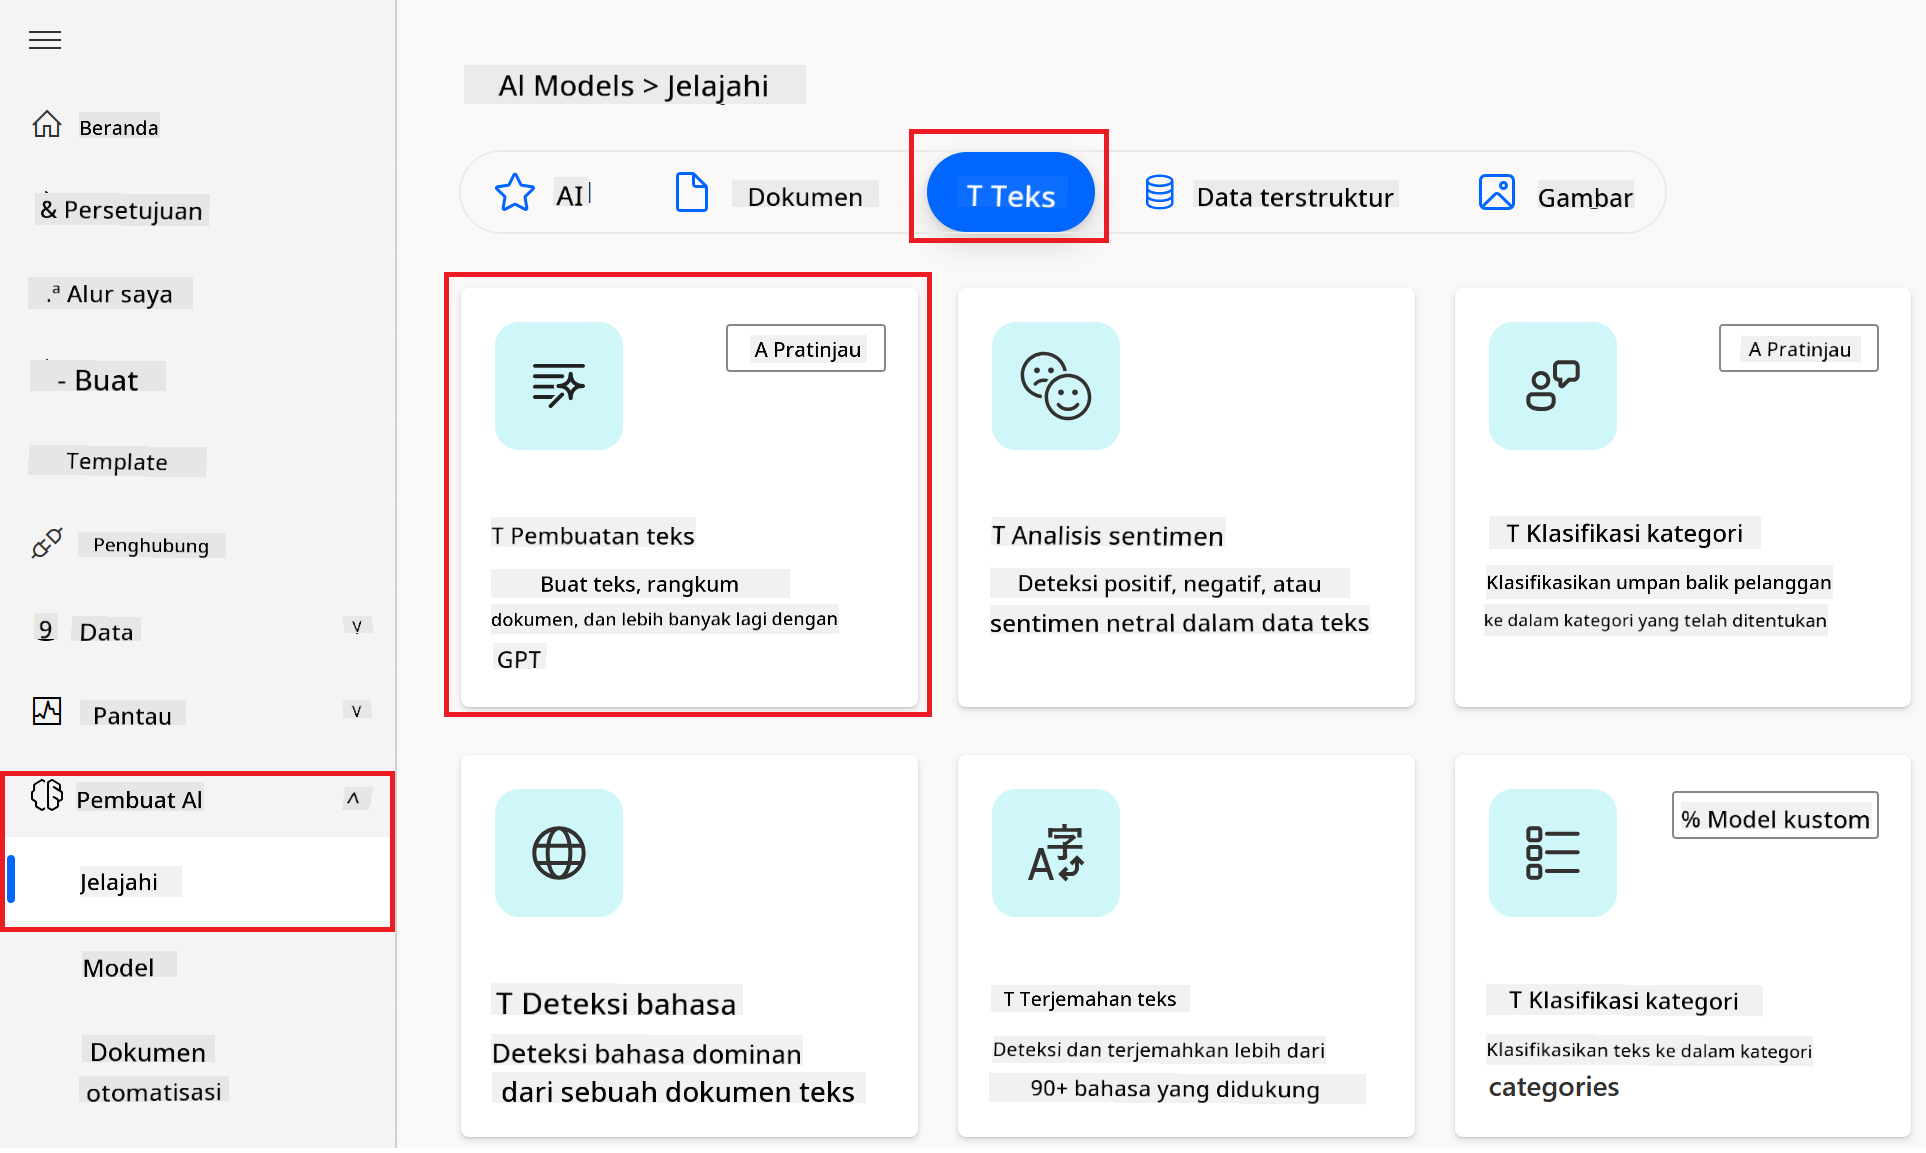 Beranda
& Persetujuan
.ª Alur saya
- Buat
Template
Penghubung
9 Data v
Pantau v
Pembuat Al ^
Jelajahi
Model
Dokumen
otomatisasi
Al Models > Jelajahi
AI
Dokumen
T Teks
Data terstruktur
Gambar
A Pratinjau
T Pembuatan teks
Buat teks, rangkum
dokumen, dan lebih banyak lagi dengan
GPT
T Analisis sentimen
Deteksi positif, negatif, atau
sentimen netral dalam data teks
A Pratinjau
T Klasifikasi kategori
Klasifikasikan umpan balik pelanggan
ke dalam kategori yang telah ditentukan
T Deteksi bahasa
Deteksi bahasa dominan
dari sebuah dokumen teks
A字
T Terjemahan teks
Deteksi dan terjemahkan lebih dari
90+ bahasa yang didukung
% Model kustom
T Klasifikasi kategori
Klasifikasikan teks ke dalam kategori
categories